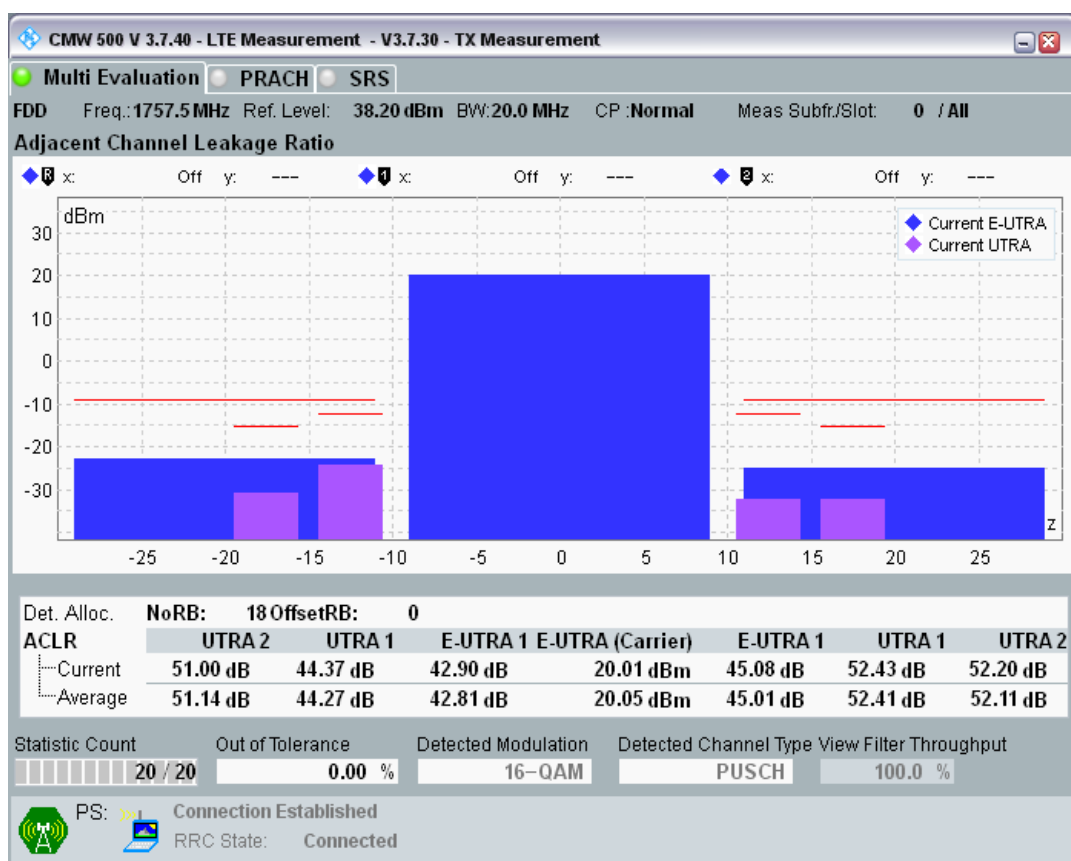 CMW 500 V 3.7.40 - LTE Measurement - V3.7.30 - TX Measurement
Multi Evaluation PRACH SRS
FDD Freq.: 1757.5 MHz Ref. Level: 38.20 dBm BW: 20.0 MHz CP : Normal Meas Subfr./Slot: 0 / All
Adjacent Channel Leakage Ratio
R x: Off y: --- 1 x: Off y: --- 2 x: Off y: ---
dBm
Current E-UTRA
Current UTRA
30
20
10
0
-10
-20
-30
z
-25 -20 -15 -10 -5 0 5 10 15 20 25
Det. Alloc. NoRB: 18 OffsetRB: 0
ACLR UTRA 2 UTRA 1 E-UTRA 1 E-UTRA (Carrier) E-UTRA 1 UTRA 1 UTRA 2
Current 51.00 dB 44.37 dB 42.90 dB 20.01 dBm 45.08 dB 52.43 dB 52.20 dB
Average 51.14 dB 44.27 dB 42.81 dB 20.05 dBm 45.01 dB 52.41 dB 52.11 dB
Statistic Count Out of Tolerance Detected Modulation Detected Channel Type View Filter Throughput
20 / 20 0.00 % 16-QAM PUSCH 100.0 %
PS: Connection Established
RRC State: Connected